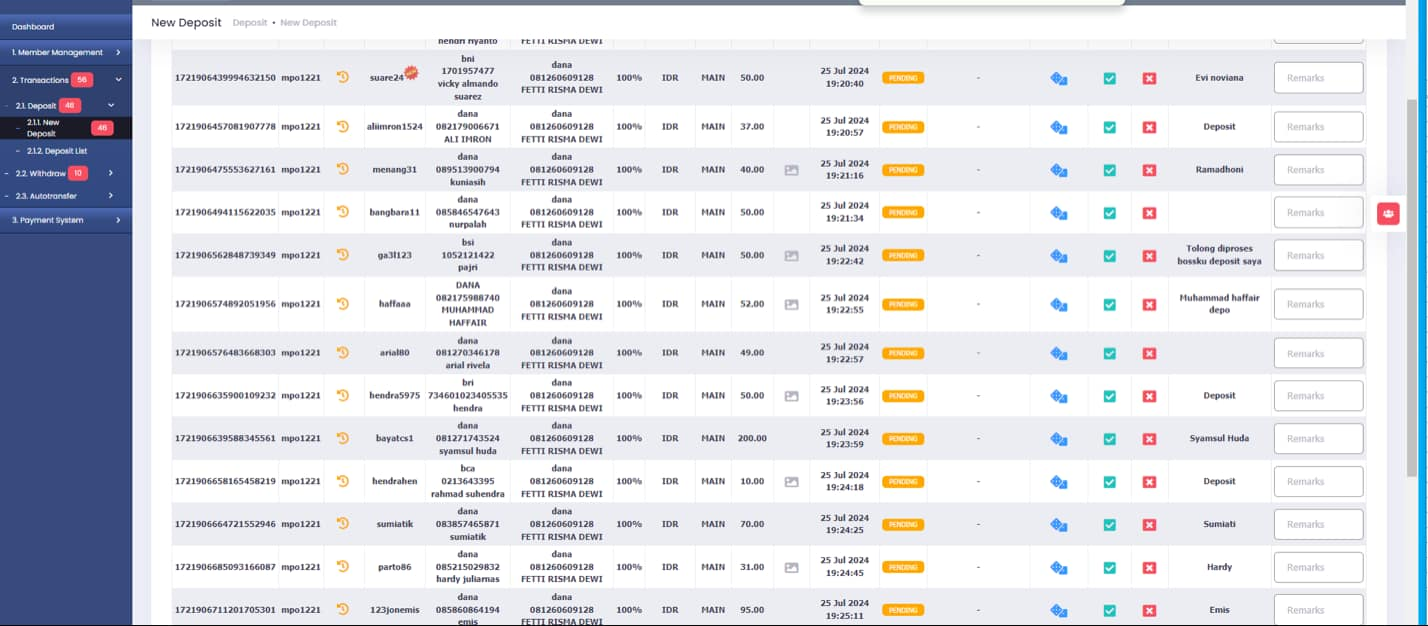 New Deposit Deposit • New Deposit
Dashboard
1. Member Management
2. Transactions 56
2.1. Deposit 46
2.1.1. New Deposit 46
2.1.2. Deposit List
2.2. Withdraw 10
2.3. Autotransfer
3. Payment System
hendri riyanto FETTI RISMA DEWI
1721906439994632150 mpo1221 suare24 bni 1701957477 vicky almando suarez dana 081260609128 FETTI RISMA DEWI 100% IDR MAIN 50.00 25 Jul 2024 19:20:40 PENDING - Evi noviana Remarks
1721906457081907778 mpo1221 aliimron1524 dana 082179006671 ALI IMRON dana 081260609128 FETTI RISMA DEWI 100% IDR MAIN 37.00 25 Jul 2024 19:20:57 PENDING - Deposit Remarks
1721906475553627161 mpo1221 menang31 dana 089513900794 kuniasih dana 081260609128 FETTI RISMA DEWI 100% IDR MAIN 40.00 25 Jul 2024 19:21:16 PENDING - Ramadhoni Remarks
1721906494115622035 mpo1221 bangbara11 dana 085846547643 nurpalah dana 081260609128 FETTI RISMA DEWI 100% IDR MAIN 50.00 25 Jul 2024 19:21:34 PENDING - Remarks
1721906562848739349 mpo1221 ga3l123 bsi 1052121422 pajri dana 081260609128 FETTI RISMA DEWI 100% IDR MAIN 50.00 25 Jul 2024 19:22:42 PENDING - Tolong diproses bossku deposit saya Remarks
1721906574892051956 mpo1221 haffaaa DANA 082175988740 MUHAMMAD HAFFAIR dana 081260609128 FETTI RISMA DEWI 100% IDR MAIN 52.00 25 Jul 2024 19:22:55 PENDING - Muhammad haffair depo Remarks
1721906576483668303 mpo1221 arial80 dana 081270346178 arial rivela dana 081260609128 FETTI RISMA DEWI 100% IDR MAIN 49.00 25 Jul 2024 19:22:57 PENDING - Remarks
1721906635900109232 mpo1221 hendra5975 bri 734601023405535 hendra dana 081260609128 FETTI RISMA DEWI 100% IDR MAIN 50.00 25 Jul 2024 19:23:56 PENDING - Deposit Remarks
1721906639588345561 mpo1221 bayatcs1 dana 081271743524 syamsul huda dana 081260609128 FETTI RISMA DEWI 100% IDR MAIN 200.00 25 Jul 2024 19:23:59 PENDING - Syamsul Huda Remarks
1721906658165458219 mpo1221 hendrahen bca 0213643395 rahmad suhendra dana 081260609128 FETTI RISMA DEWI 100% IDR MAIN 10.00 25 Jul 2024 19:24:18 PENDING - Deposit Remarks
1721906664721552946 mpo1221 sumiatik dana 083857465871 sumiatik dana 081260609128 FETTI RISMA DEWI 100% IDR MAIN 70.00 25 Jul 2024 19:24:25 PENDING - Sumiati Remarks
1721906685093166087 mpo1221 parto86 dana 085215029832 hardy juliarnas dana 081260609128 FETTI RISMA DEWI 100% IDR MAIN 31.00 25 Jul 2024 19:24:45 PENDING - Hardy Remarks
1721906711201705301 mpo1221 123jonemis dana 085860864194 emis dana 081260609128 FETTI RISMA DEWI 100% IDR MAIN 95.00 25 Jul 2024 19:25:11 PENDING - Emis Remarks